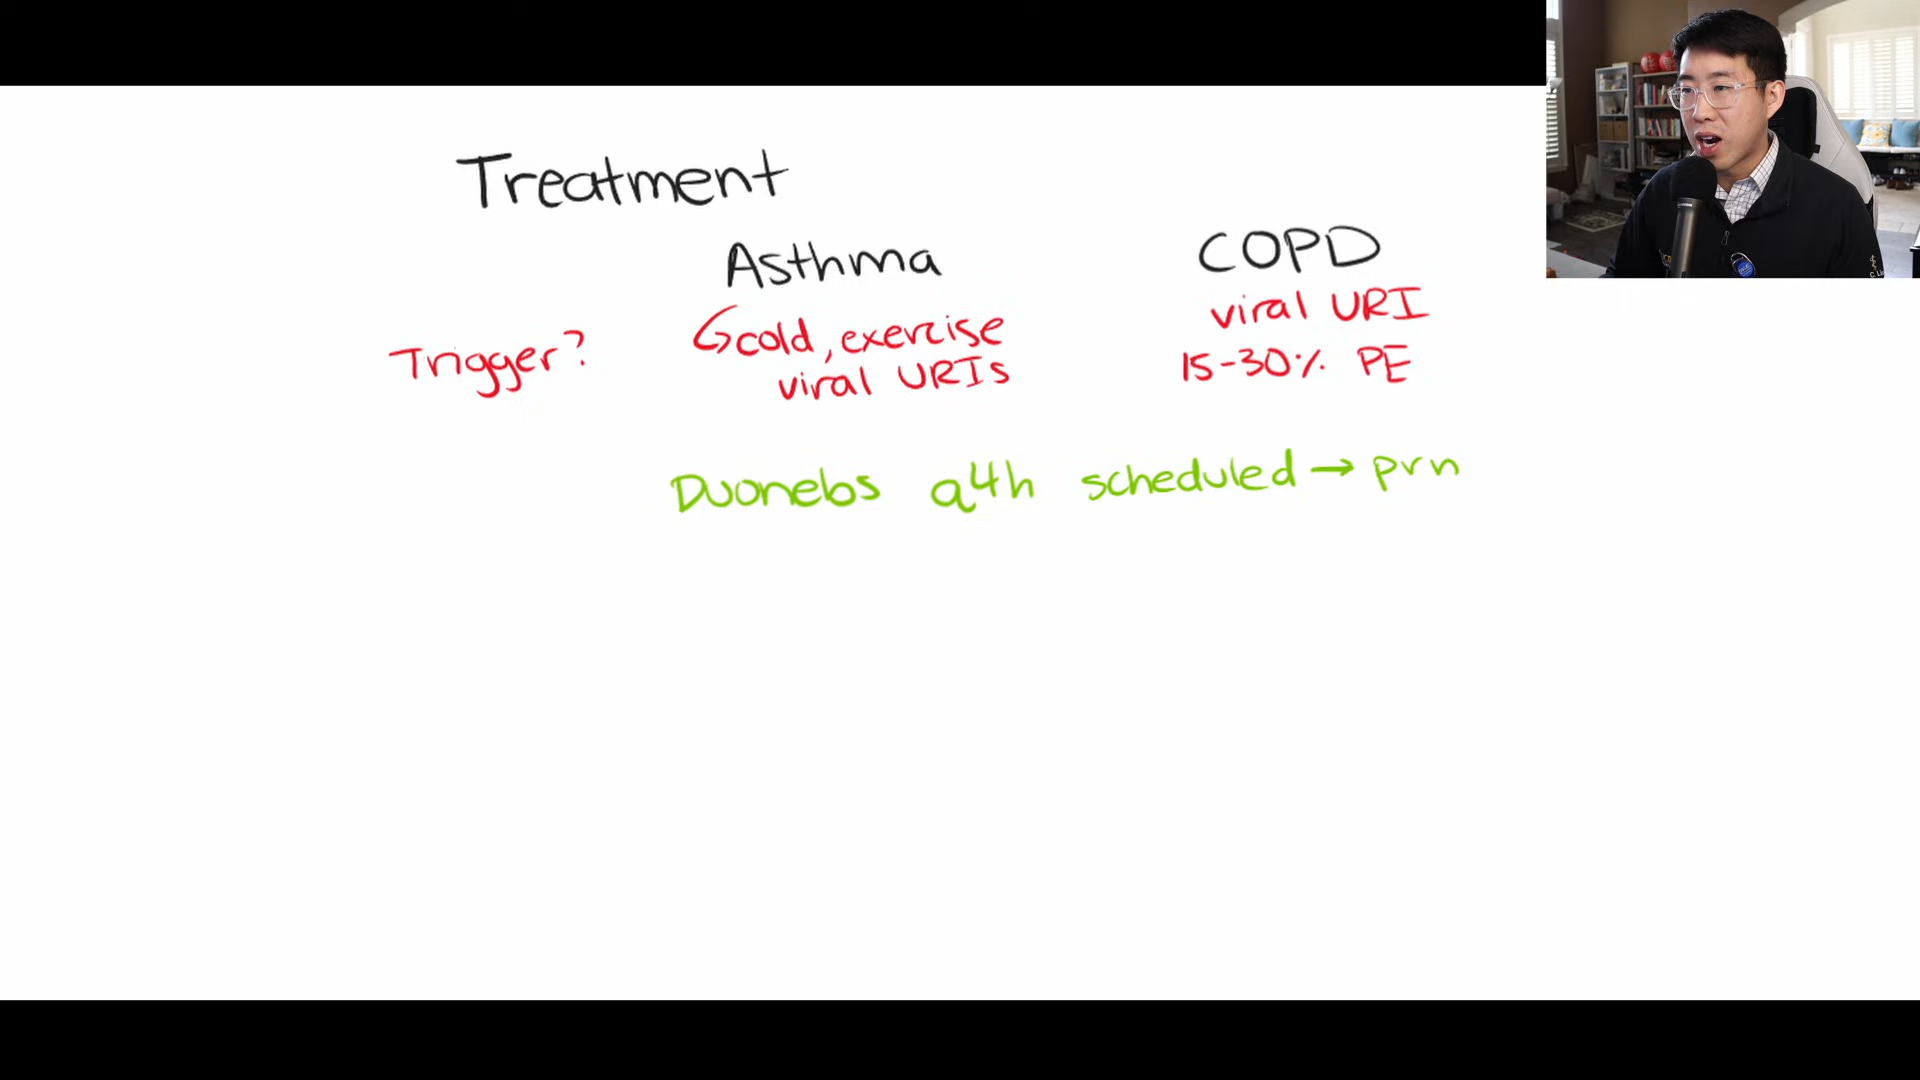 Treatment
Asthma
COPD
Trigger?
cold, exercise
viral URIs
viral URI
15-30% PE
Duonebs q4h scheduled → prn